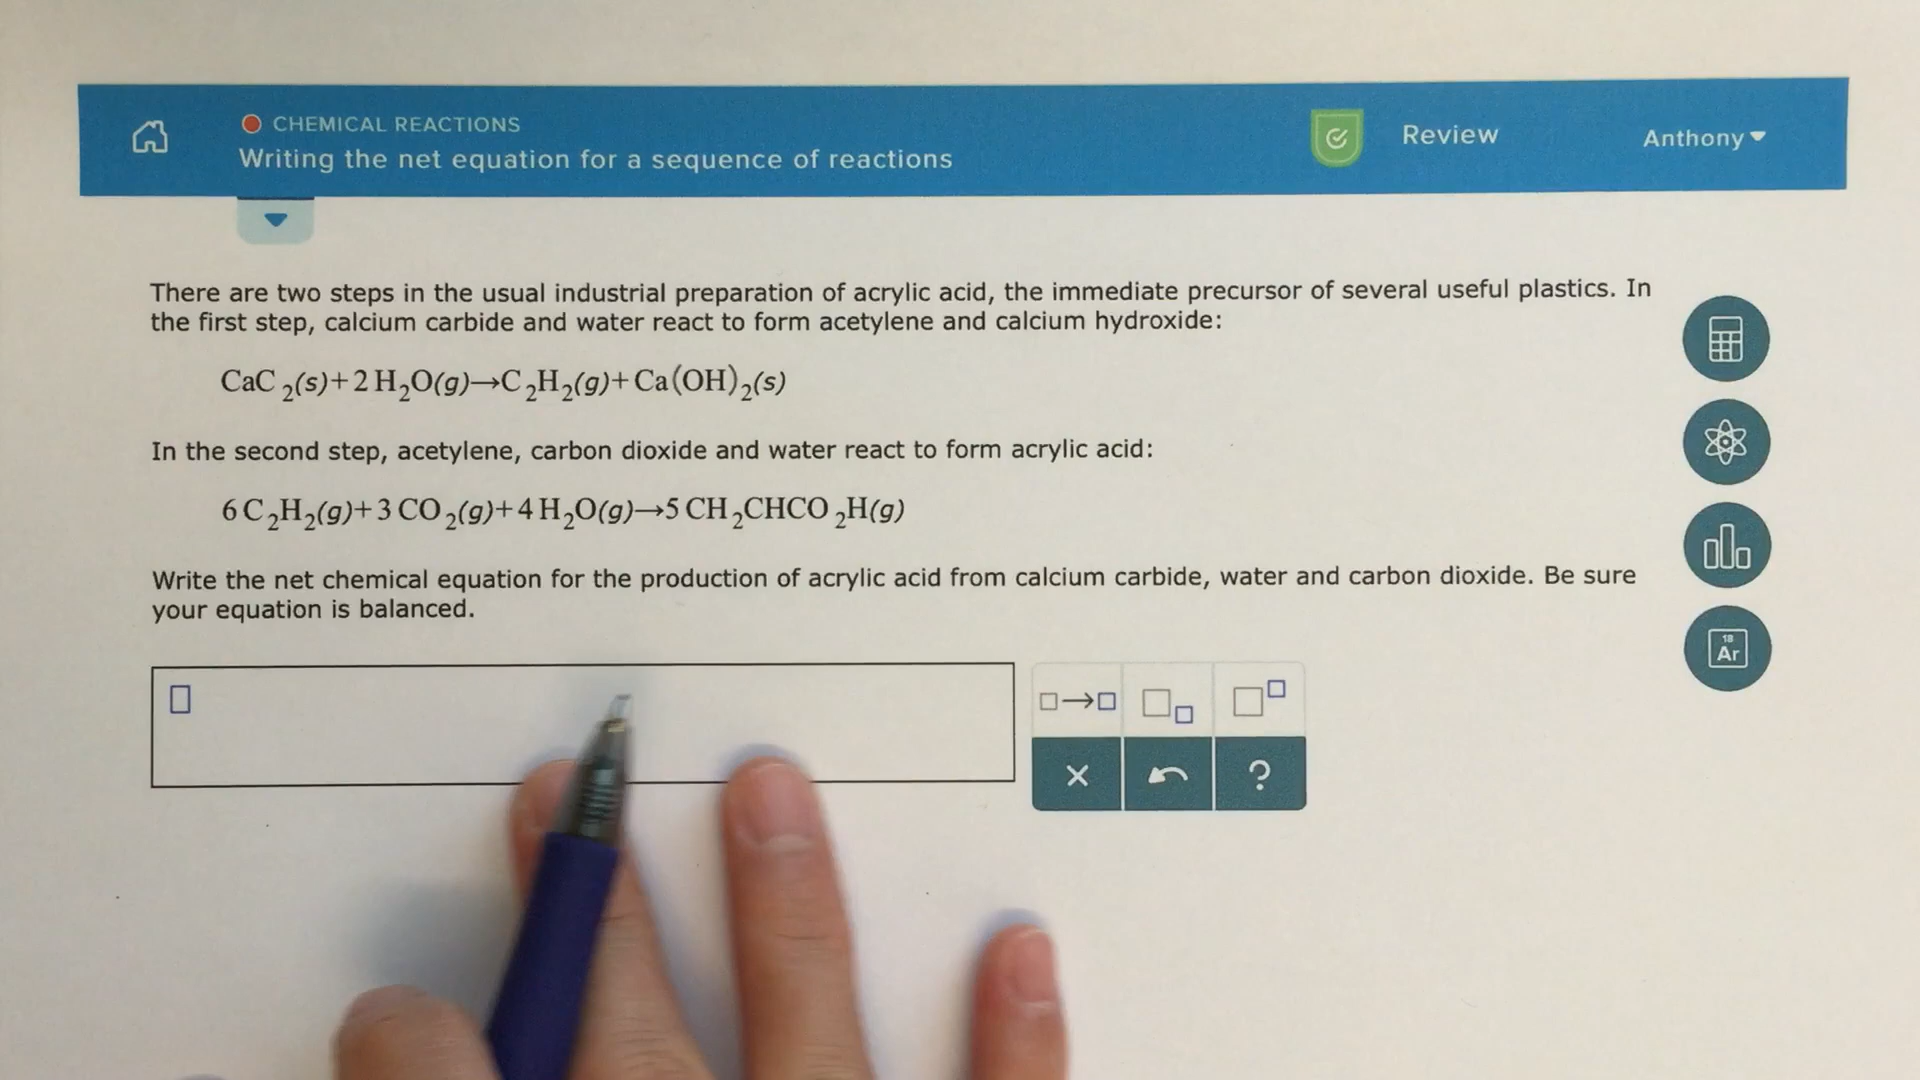 CHEMICAL REACTIONS
Writing the net equation for a sequence of reactions
Review
Anthony
There are two steps in the usual industrial preparation of acrylic acid, the immediate precursor of several useful plastics. In
the first step, calcium carbide and water react to form acetylene and calcium hydroxide:
CaC₂(s)+2H₂O(g)→C₂H₂(g)+Ca(OH)₂(s)
In the second step, acetylene, carbon dioxide and water react to form acrylic acid:
6C₂H₂(g)+3CO₂(g)+4H₂O(g)→5CH₂CHCO₂H(g)
Write the net chemical equation for the production of acrylic acid from calcium carbide, water and carbon dioxide. Be sure
your equation is balanced.
18
Ar
?